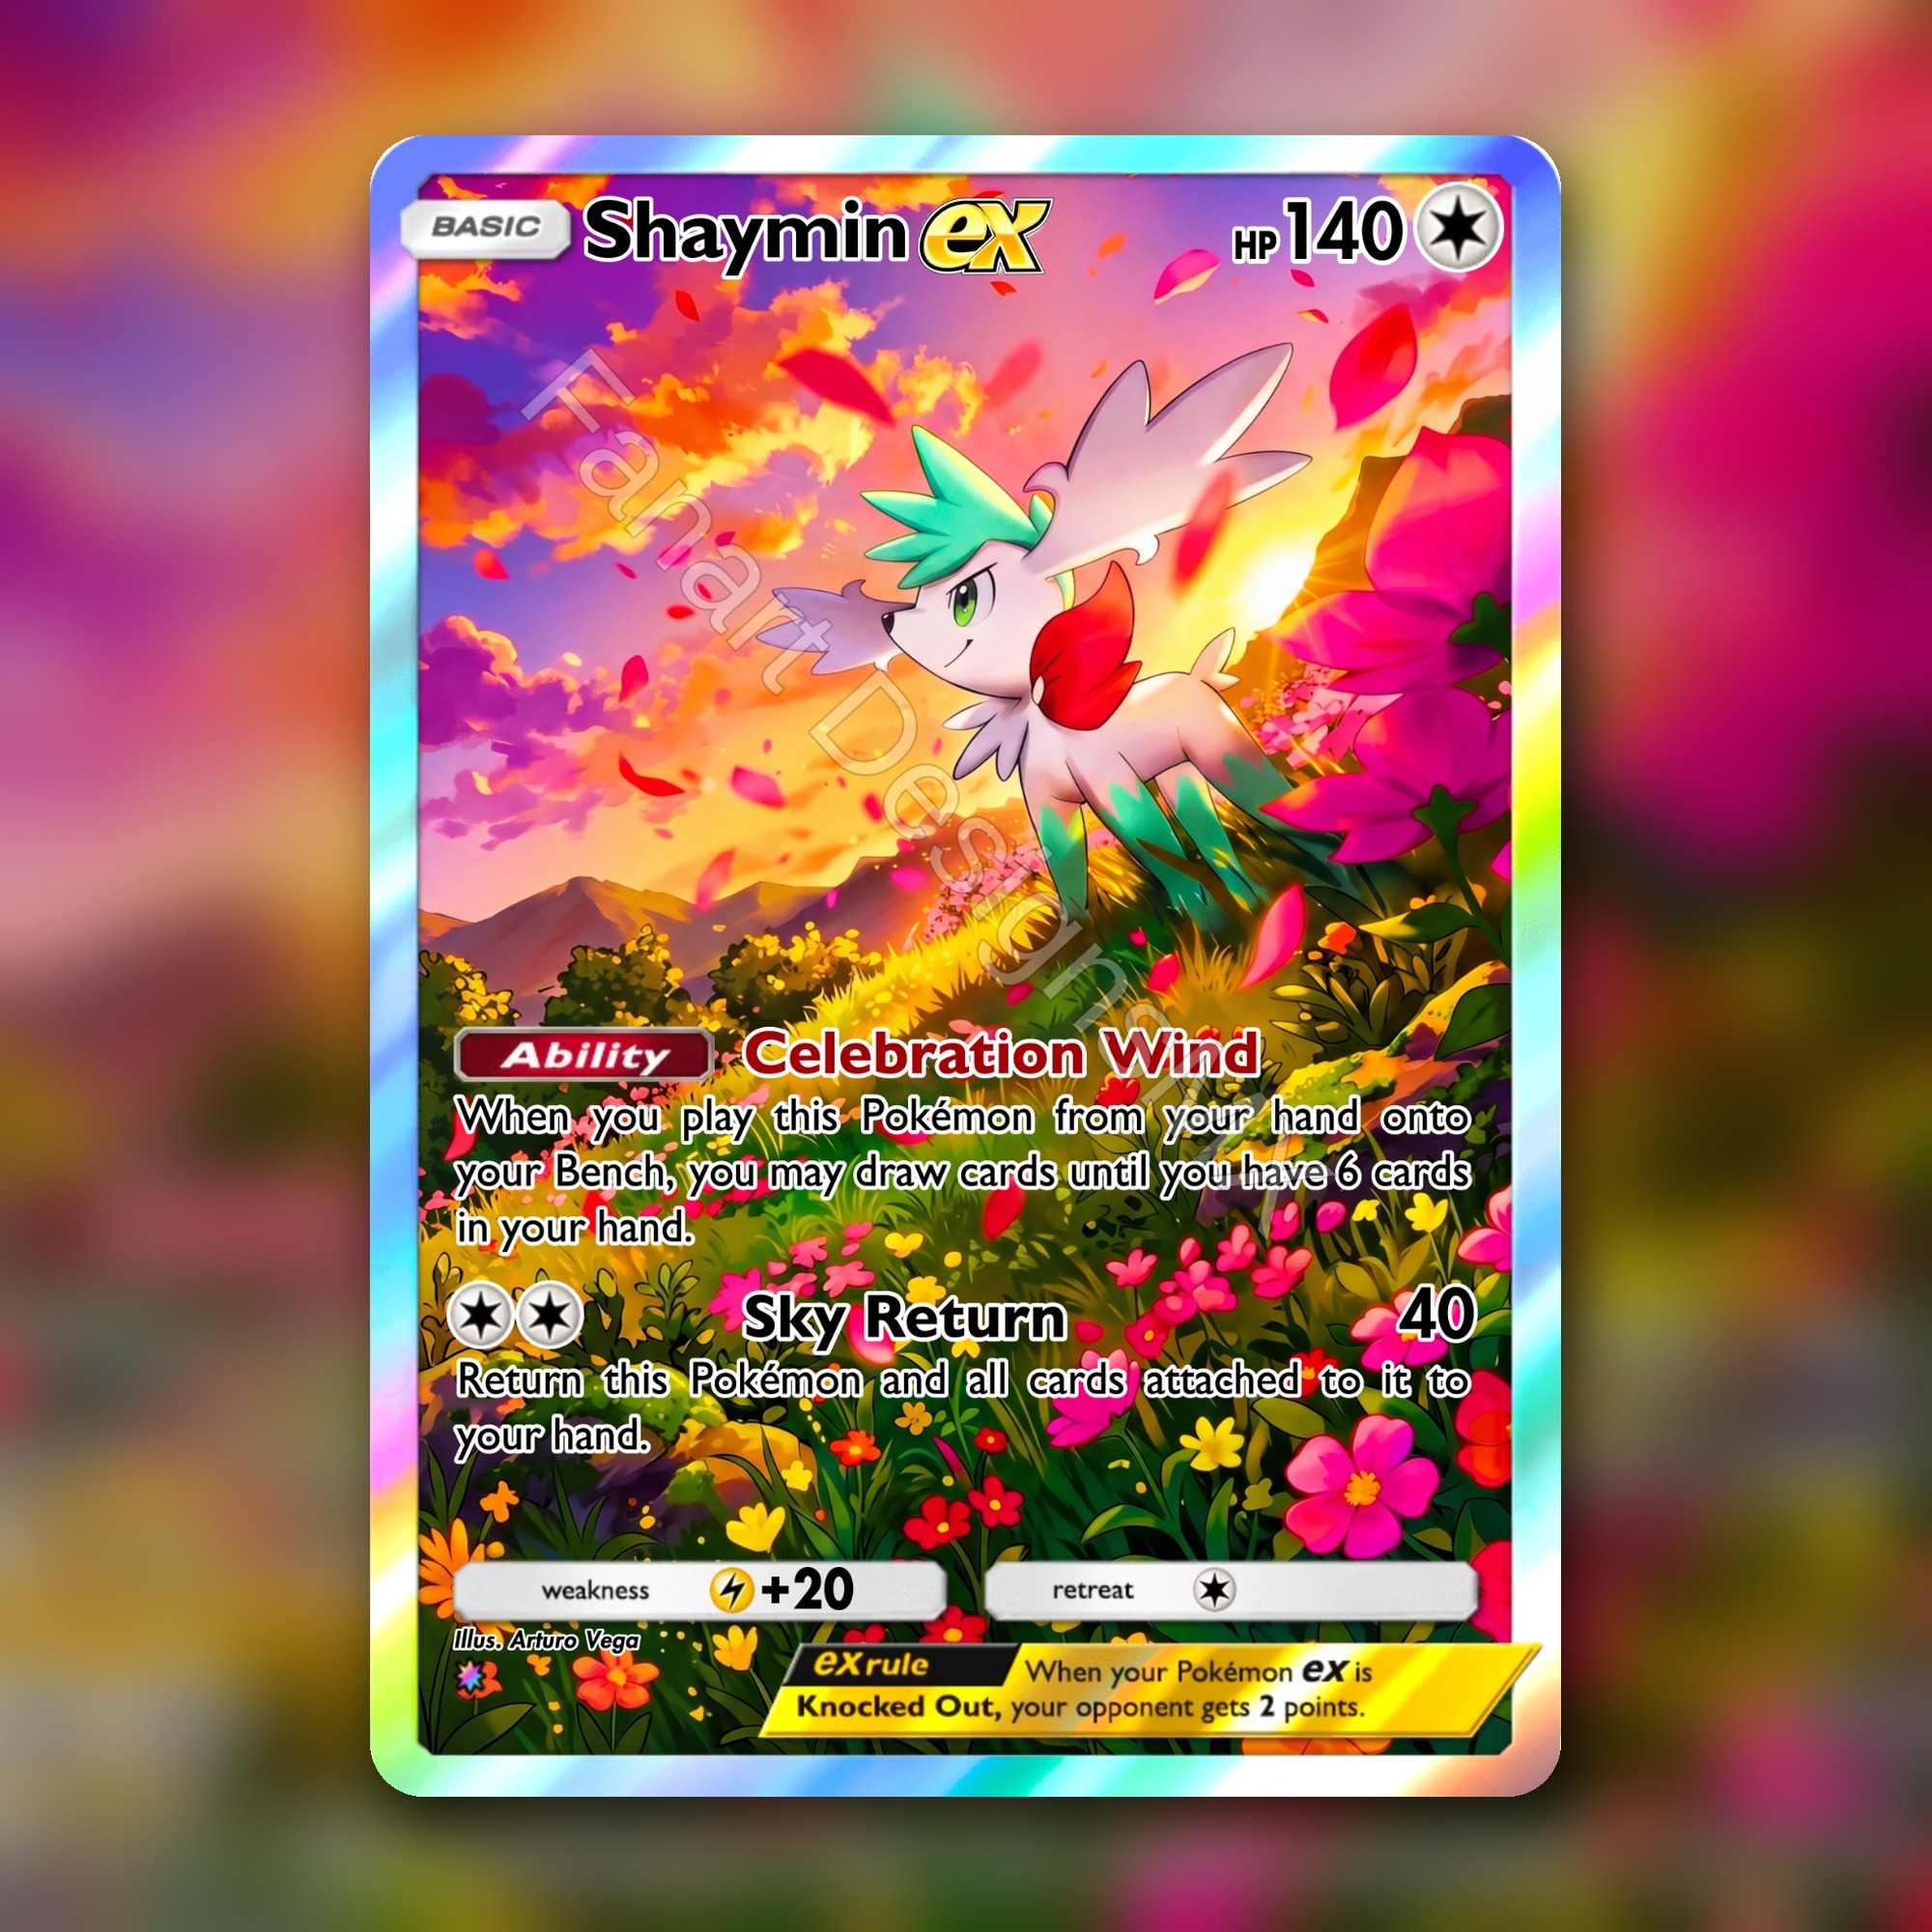 BASIC Shaymin ex HP 140
Fanart Designs
Ability Celebration Wind
When you play this Pokémon from your hand onto
your Bench, you may draw cards until you have 6 cards
in your hand.
Sky Return 40
Return this Pokémon and all cards attached to it to
your hand.
weakness +20 retreat
Illus. Arturo Vega
ex rule When your Pokémon ex is
Knocked Out, your opponent gets 2 points.